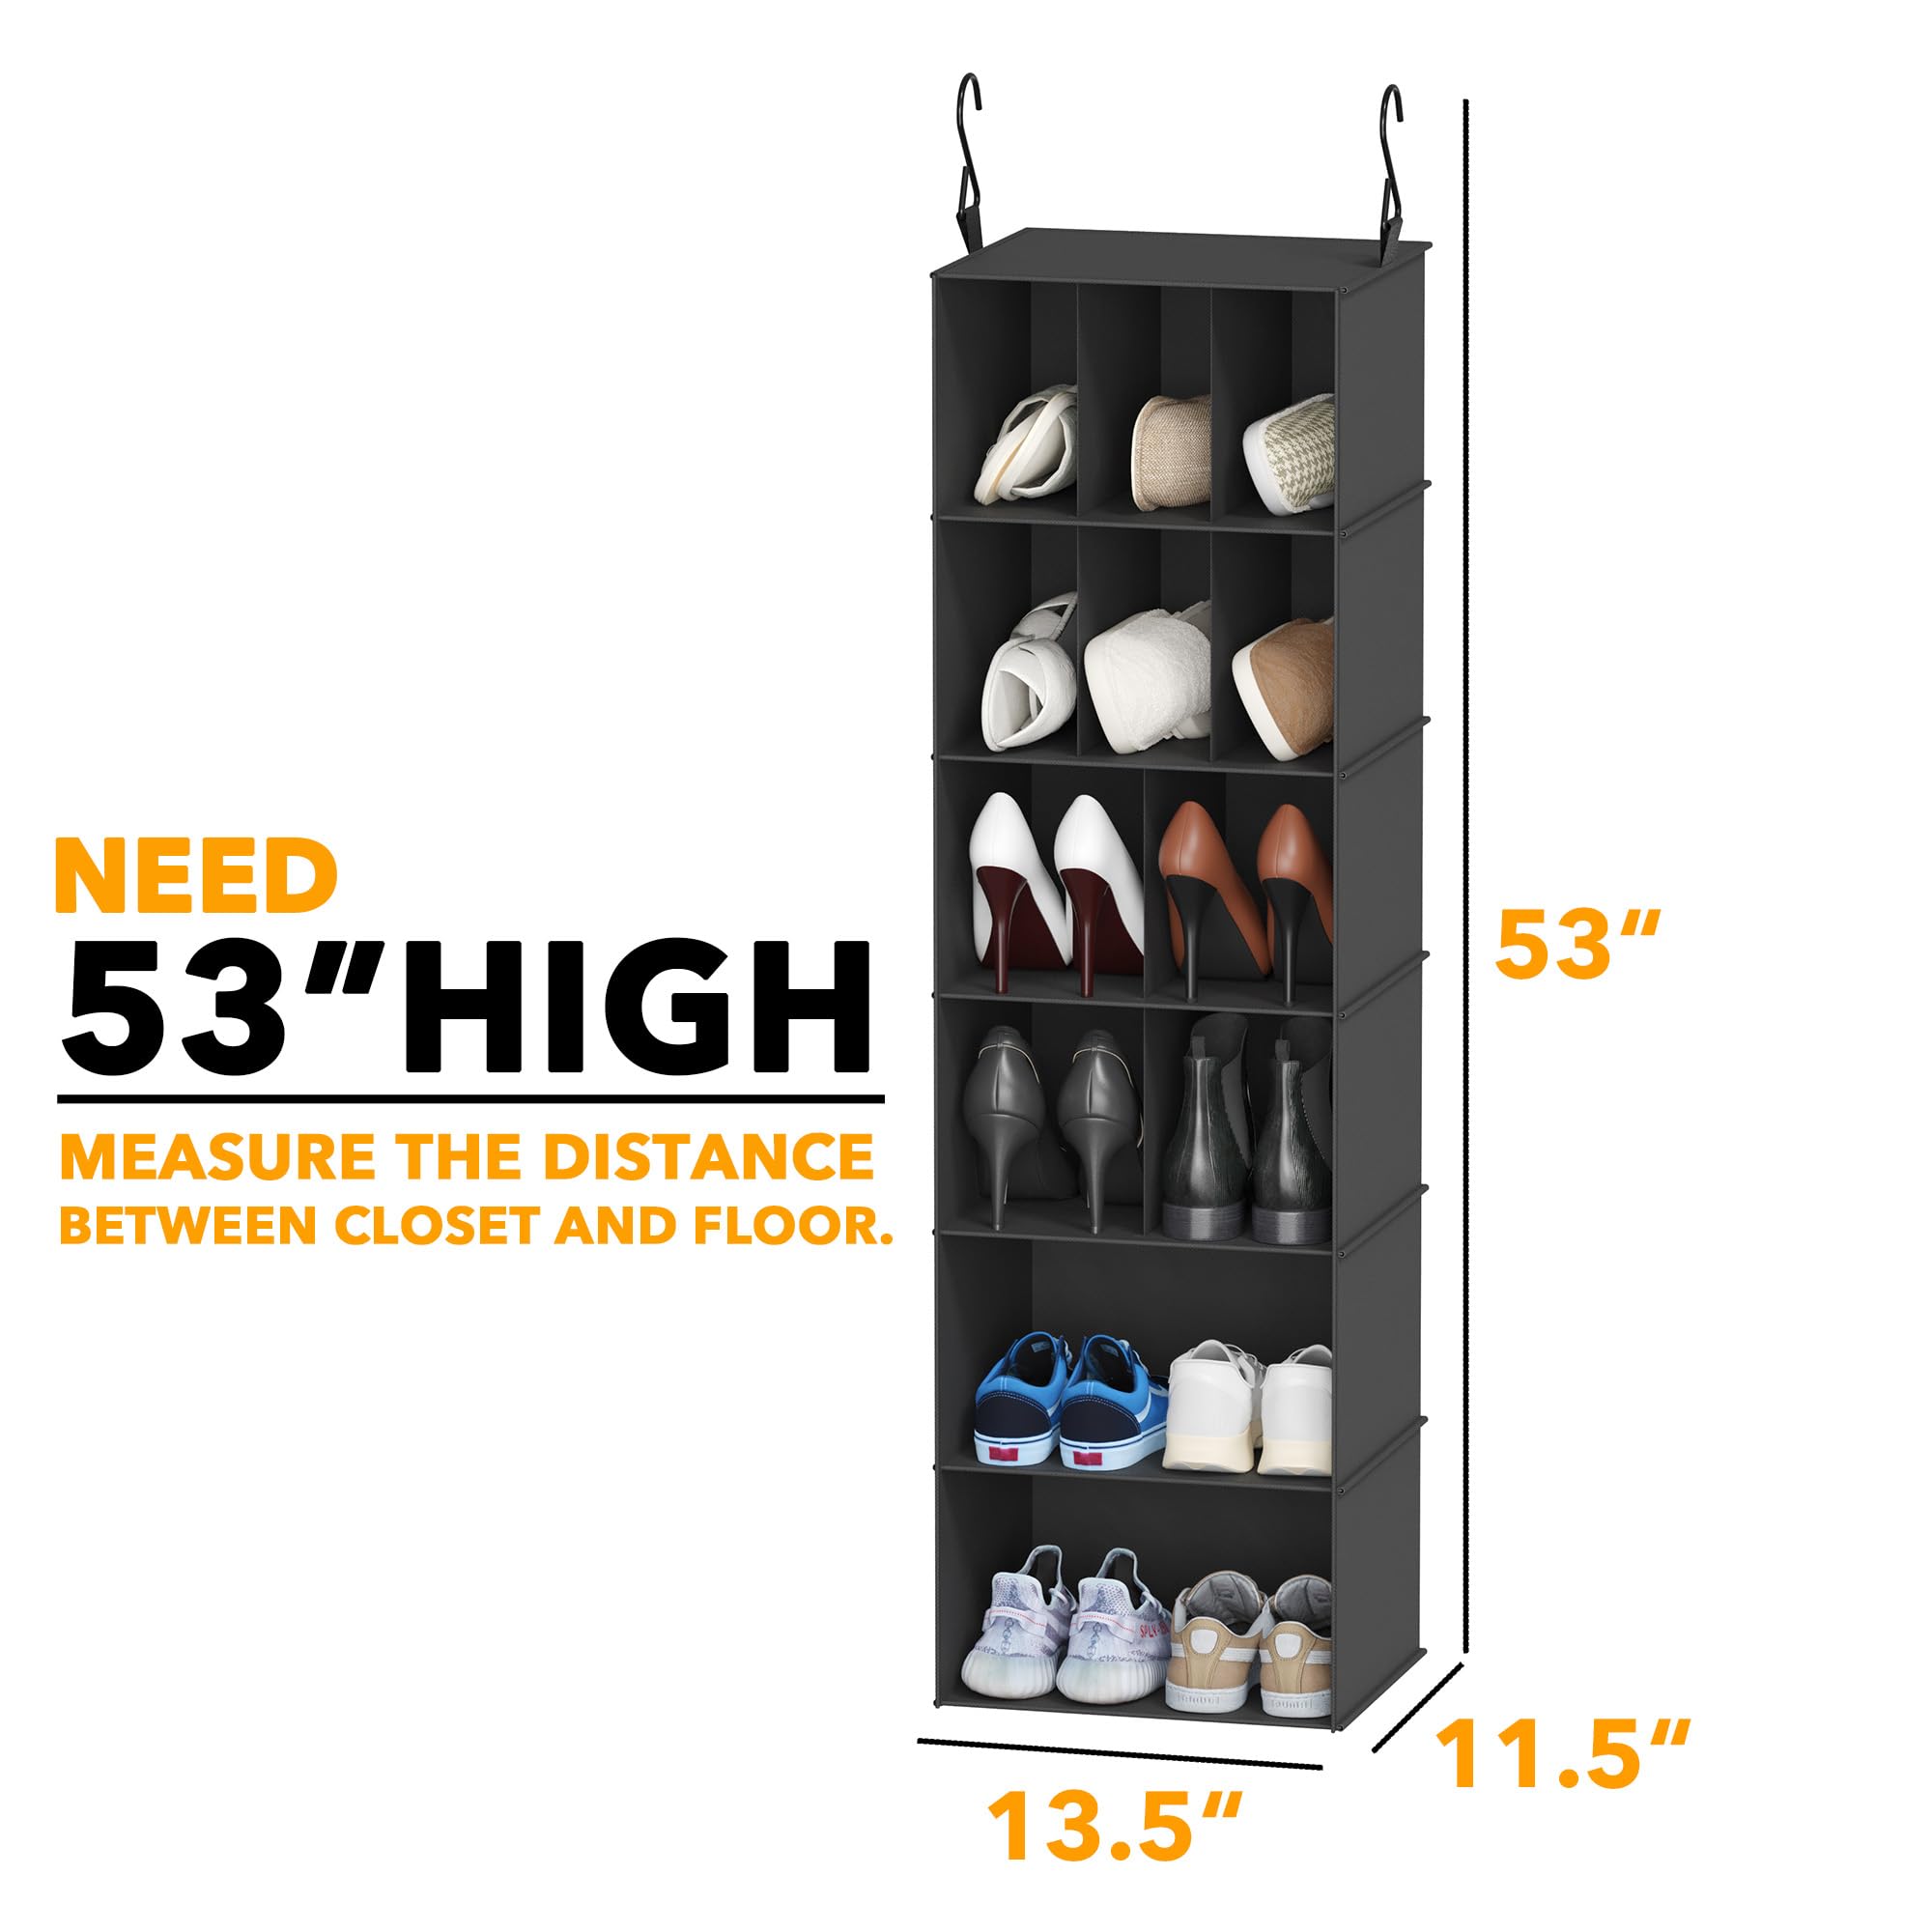 NEED
53"HIGH
MEASURE THE DISTANCE
BETWEEN CLOSET AND FLOOR.
53"
11.5"
13.5"